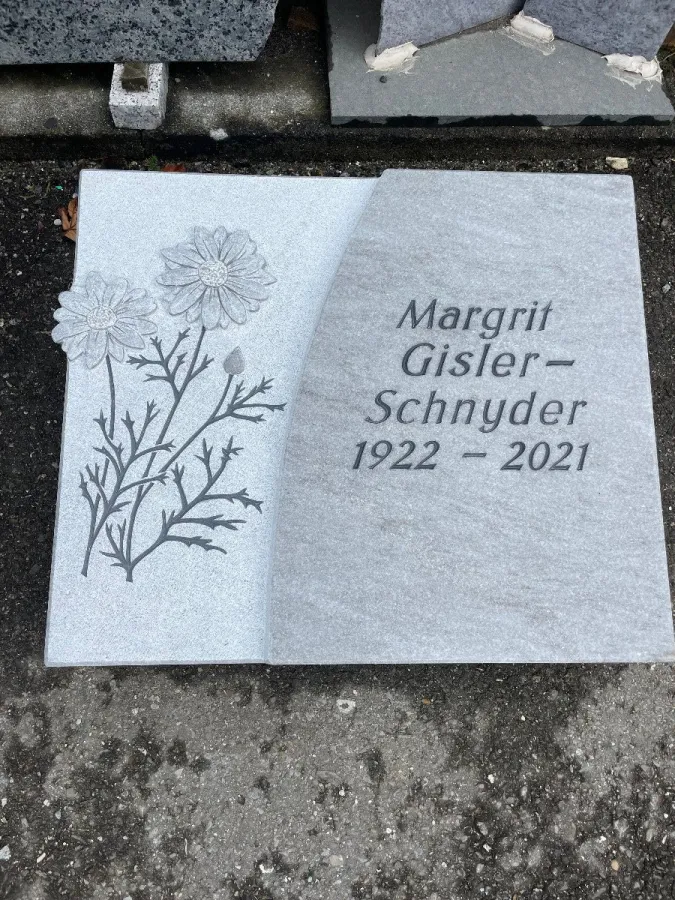 Margrit
Gisler–
Schnyder
1922 – 2021